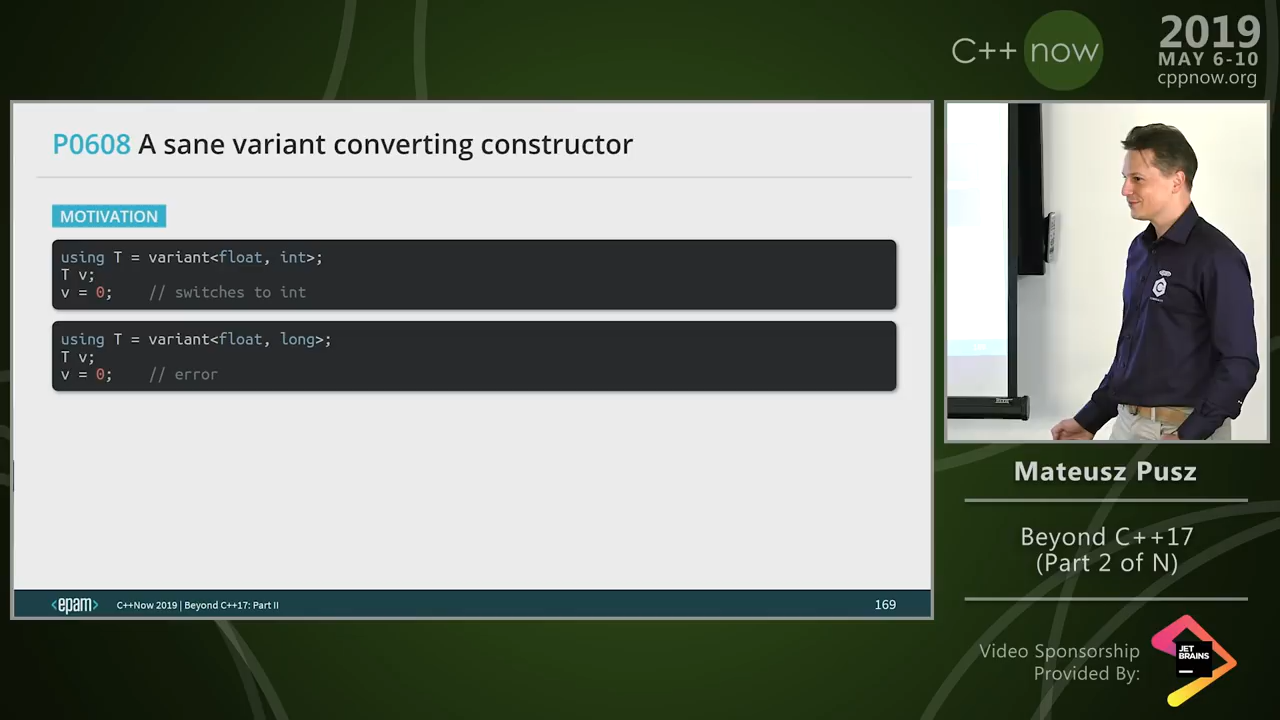 C++ now
2019
MAY 6-10
cppnow.org
P0608 A sane variant converting constructor
MOTIVATION
using T = variant<float, int>;
T v;
v = 0;    // switches to int
using T = variant<float, long>;
T v;
v = 0;    // error
<epam>
C++Now 2019 | Beyond C++17: Part II
169
Mateusz Pusz
Beyond C++17
(Part 2 of N)
Video Sponsorship
Provided By:
JET
BRAINS